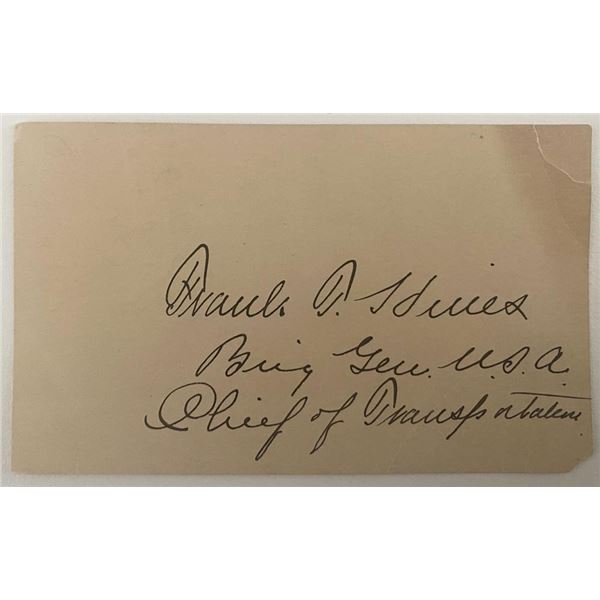 Frank T. Hines
Brig Gen. U.S.A.
Chief of Transportation